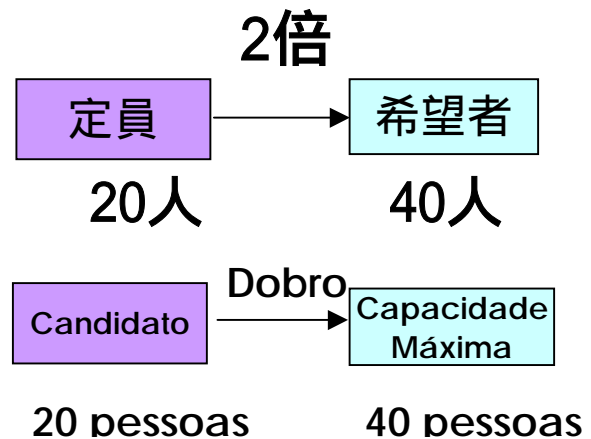 2倍
定員 希望者
20人 40人
Dobro
Candidato Capacidade
Máxima
20 pessoas 40 pessoas